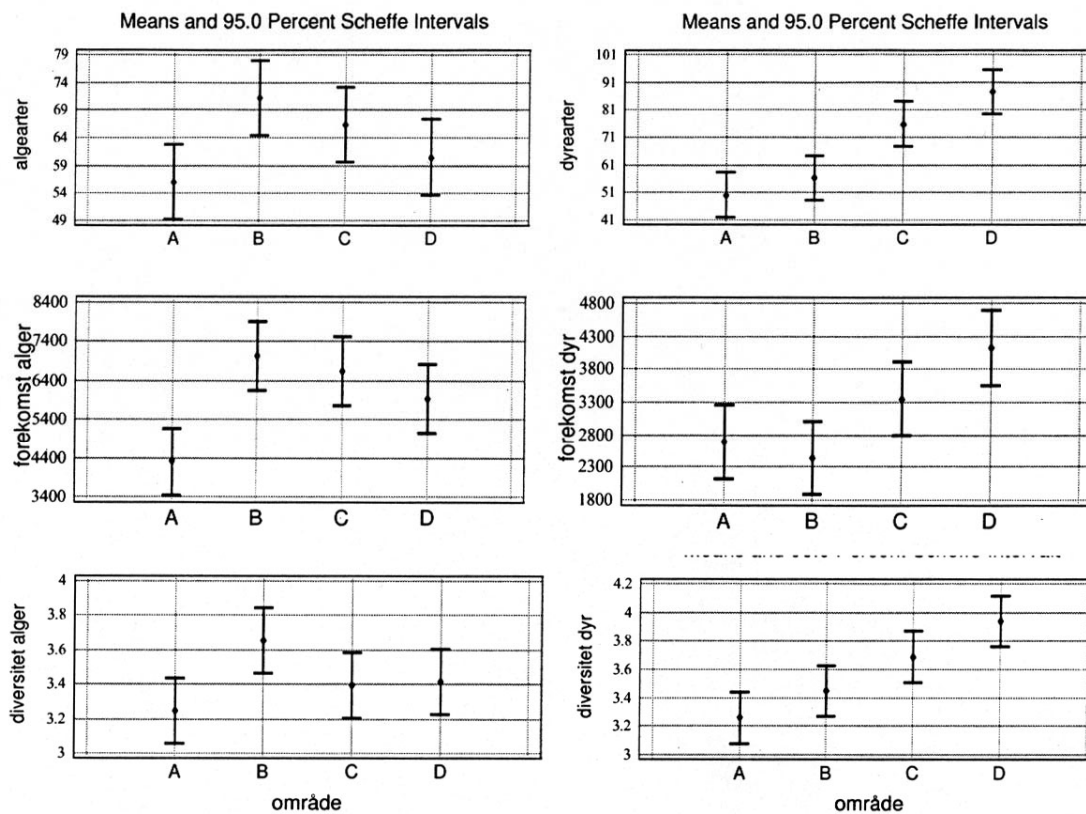 Means and 95.0 Percent Scheffe Intervals
algearter
79
74
69
64
59
54
49
A B C D
Means and 95.0 Percent Scheffe Intervals
dyrearter
101
91
81
71
61
51
41
A B C D
forekomst alger
8400
7400
6400
5400
4400
3400
A B C D
forekomst dyr
4800
4300
3800
3300
2800
2300
1800
A B C D
diversitet alger
4
3.8
3.6
3.4
3.2
3
A B C D
område
diversitet dyr
4.2
4
3.8
3.6
3.4
3.2
3
A B C D
område